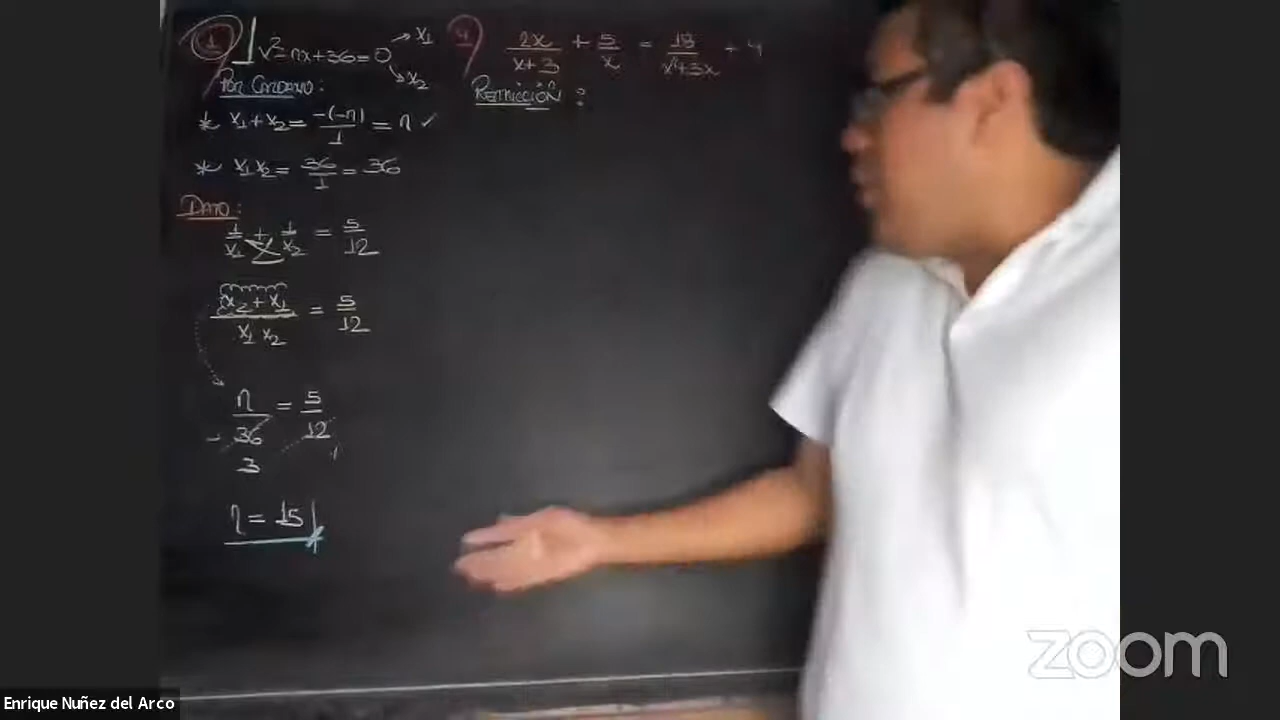 1 x²-nx+36=0 → x₁
→ x₂
POR CARDANO:
* x₁+x₂ = -(-n)/1 = n ✓
* x₁x₂ = 36/1 = 36
DATO:
1/x₁ + 1/x₂ = 5/12
x₂+x₁/x₁x₂ = 5/12
n/36 = 5/12
3 1
n = 15
4 2x/x+3 + 5/x = 18/x²+3x
RESTRICCIÓN:
Enrique Nuñez del Arco
zoom